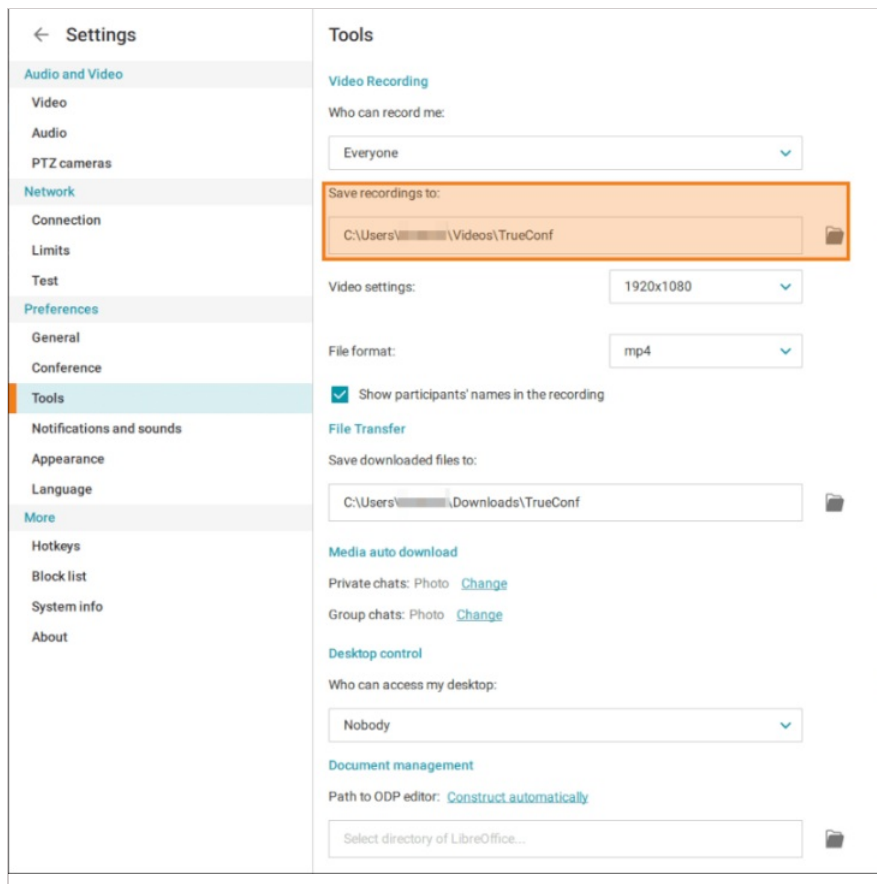 Settings
Audio and Video
Video
Audio
PTZ cameras
Network
Connection
Limits
Test
Preferences
General
Conference
Tools
Notifications and sounds
Appearance
Language
More
Hotkeys
Block list
System info
About
Tools
Video Recording
Who can record me:
Everyone
Save recordings to:
C:\Users\ \Videos\TrueConf
Video settings: 1920x1080
File format: mp4
Show participants' names in the recording
File Transfer
Save downloaded files to:
C:\Users\ \Downloads\TrueConf
Media auto download
Private chats: Photo Change
Group chats: Photo Change
Desktop control
Who can access my desktop:
Nobody
Document management
Path to ODP editor: Construct automatically
Select directory of LibreOffice...